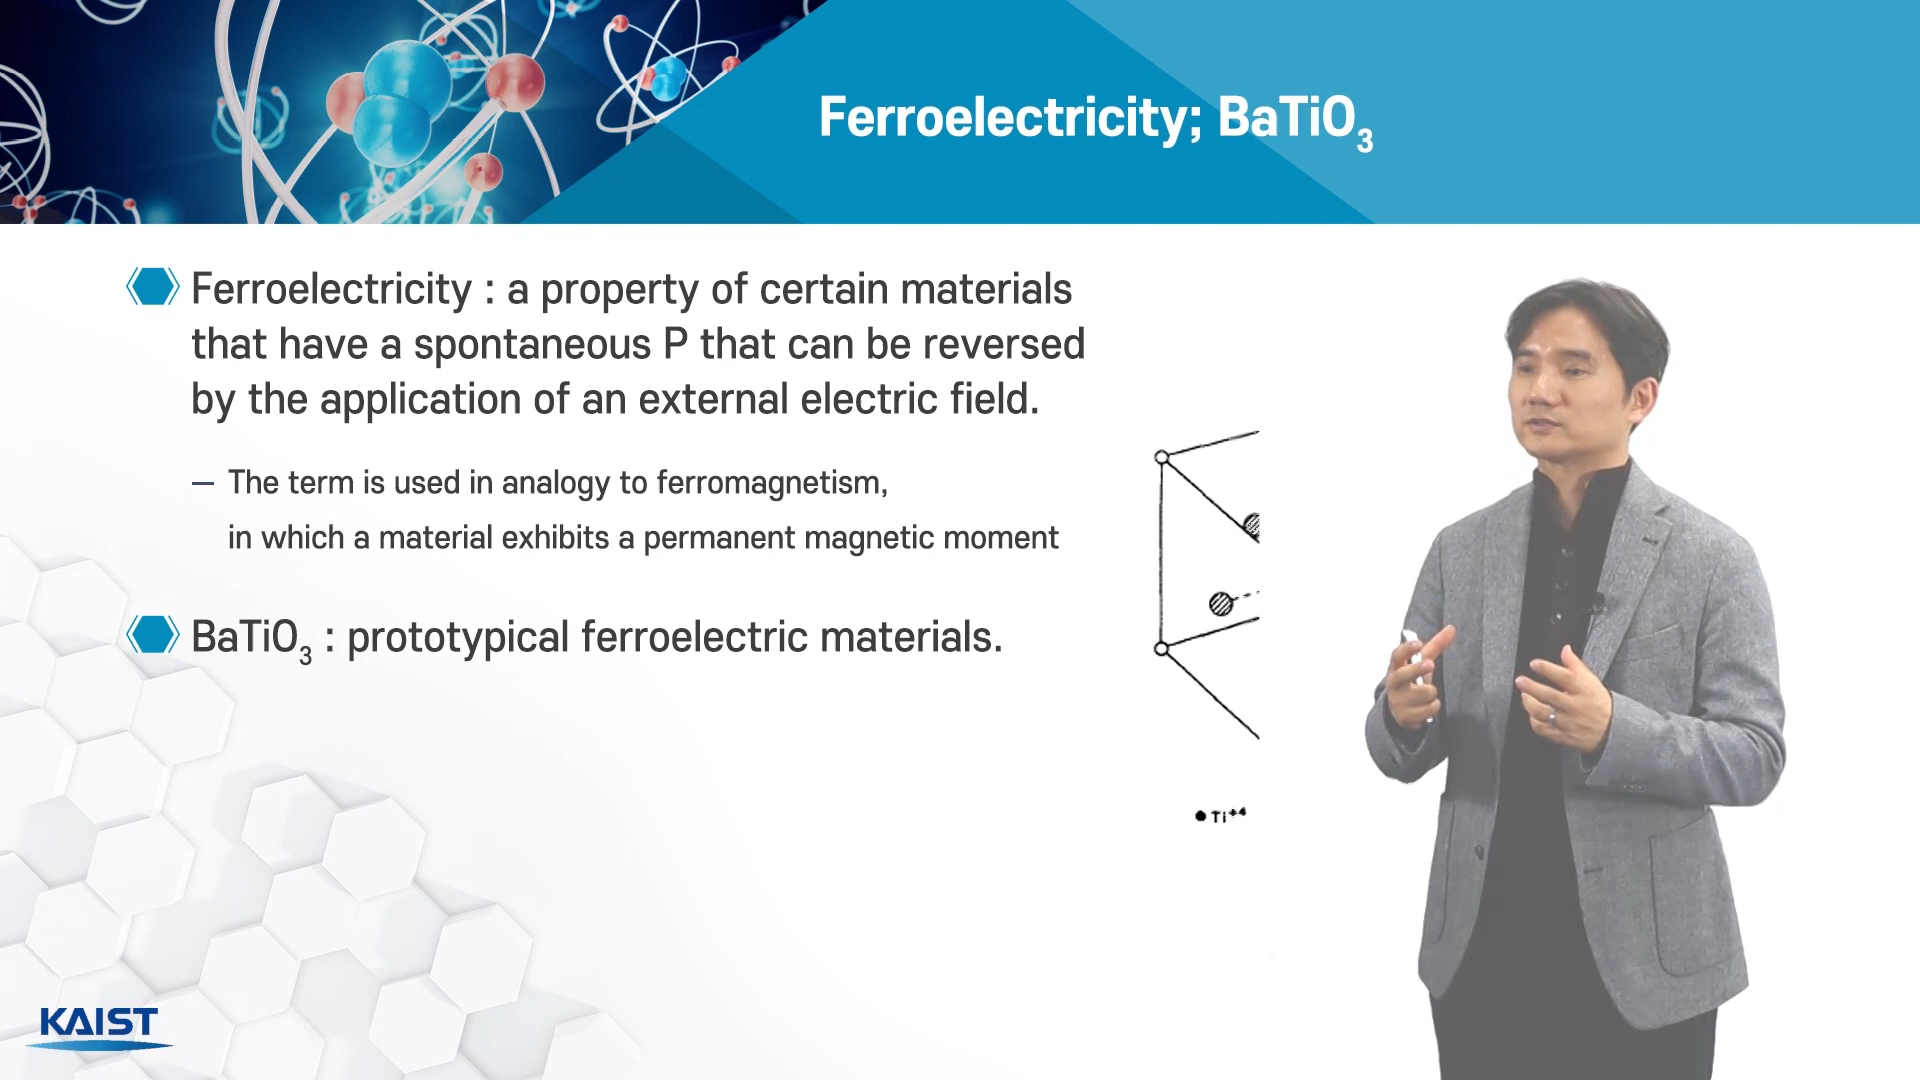 Ferroelectricity; BaTiO₃
Ferroelectricity : a property of certain materials
that have a spontaneous P that can be reversed
by the application of an external electric field.
– The term is used in analogy to ferromagnetism,
in which a material exhibits a permanent magnetic moment
BaTiO₃ : prototypical ferroelectric materials.
Ti⁺⁴
KAIST